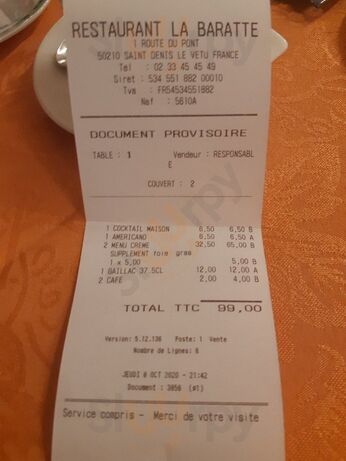 RESTAURANT LA BARATTE
1 ROUTE DU PONT
50210 SAINT DENIS LE VETU FRANCE
Tel : 02 33 45 45 49
Siret : 534 551 882 00010
Tva : FR54534551882
Naf : 5610A
DOCUMENT PROVISOIRE
TABLE : 1 Vendeur : RESPONSABL
E
COUVERT : 2
1 COCKTAIL MAISON 6,50 6,50 B
1 AMERICANO 6,50 6,50 A
2 MENU CREME 32,50 65,00 B
SUPPLEMENT foie gras
1 x 5,00 5,00 B
1 GAILLAC 37.5CL 12,00 12,00 A
2 CAFE 2,00 4,00 B
TOTAL TTC 99,00
Version: 5.12.136 Poste: 1 Vente
Nombre de Lignes: 6
JEUDI 8 OCT 2020 - 21:42
Document : 3056 (#1)
Service compris - Merci de votre visite